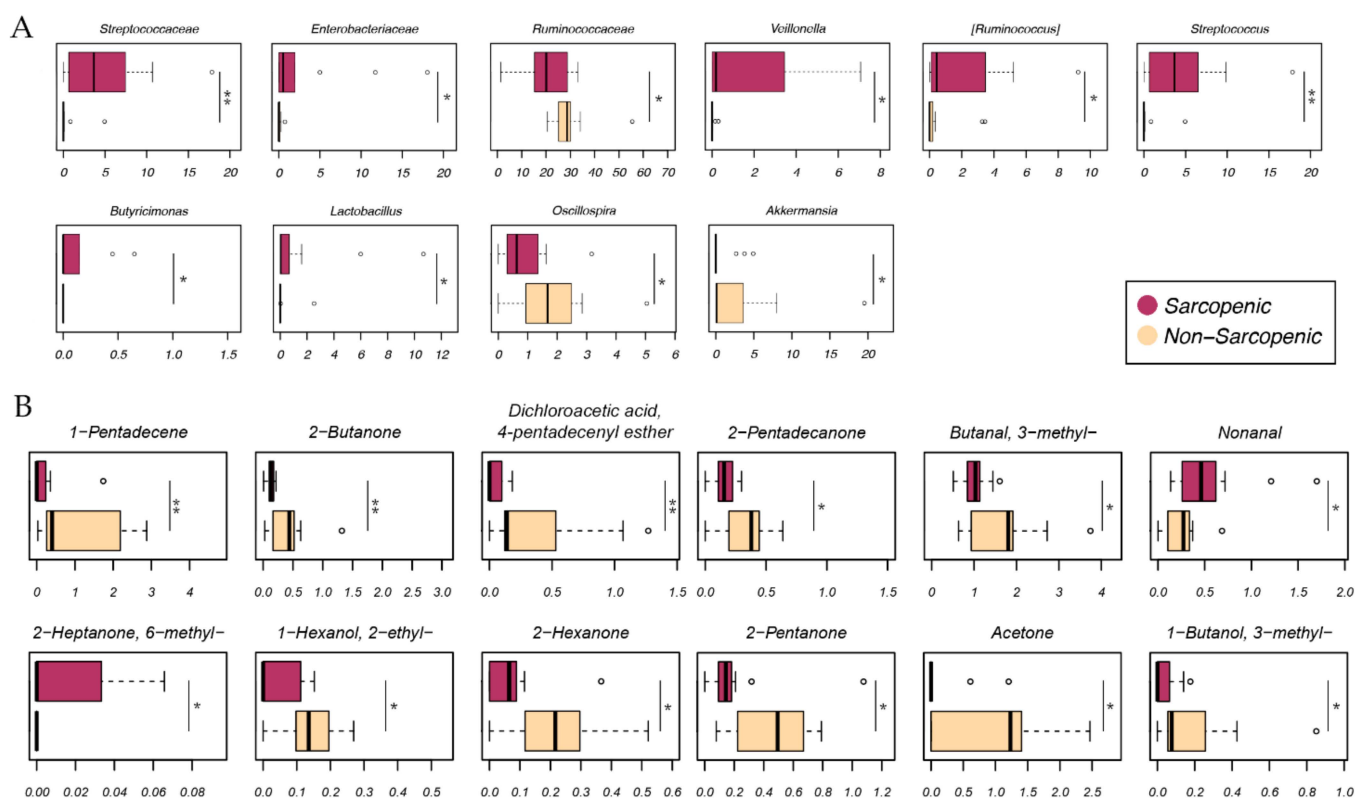 A
Streptococcaceae Enterobacteriaceae Ruminococcaceae Veillonella [Ruminococcus] Streptococcus
** * * * * **
0 5 10 15 20 0 5 10 15 20 0 10 20 30 40 50 60 70 0 2 4 6 8 0 2 4 6 8 10 0 5 10 15 20
Butyricimonas Lactobacillus Oscillospira Akkermansia
* * * *
0.0 0.5 1.0 1.5 0 2 4 6 8 10 12 0 1 2 3 4 5 6 0 5 10 15 20
Sarcopenic
Non-Sarcopenic
B
Dichloroacetic acid,
1-Pentadecene 2-Butanone 4-pentadecenyl esther 2-Pentadecanone Butanal, 3-methyl- Nonanal
** ** ** * * *
0 1 2 3 4 0.0 0.5 1.0 1.5 2.0 2.5 3.0 0.0 0.5 1.0 1.5 0.0 0.5 1.0 1.5 0 1 2 3 4 0.0 0.5 1.0 1.5 2.0
2-Heptanone, 6-methyl- 1-Hexanol, 2-ethyl- 2-Hexanone 2-Pentanone Acetone 1-Butanol, 3-methyl-
* * * * * *
0.00 0.02 0.04 0.06 0.08 0.0 0.1 0.2 0.3 0.4 0.5 0.0 0.1 0.2 0.3 0.4 0.5 0.6 0.0 0.2 0.4 0.6 0.8 1.0 1.2 0.0 0.5 1.0 1.5 2.0 2.5 0.0 0.2 0.4 0.6 0.8 1.0